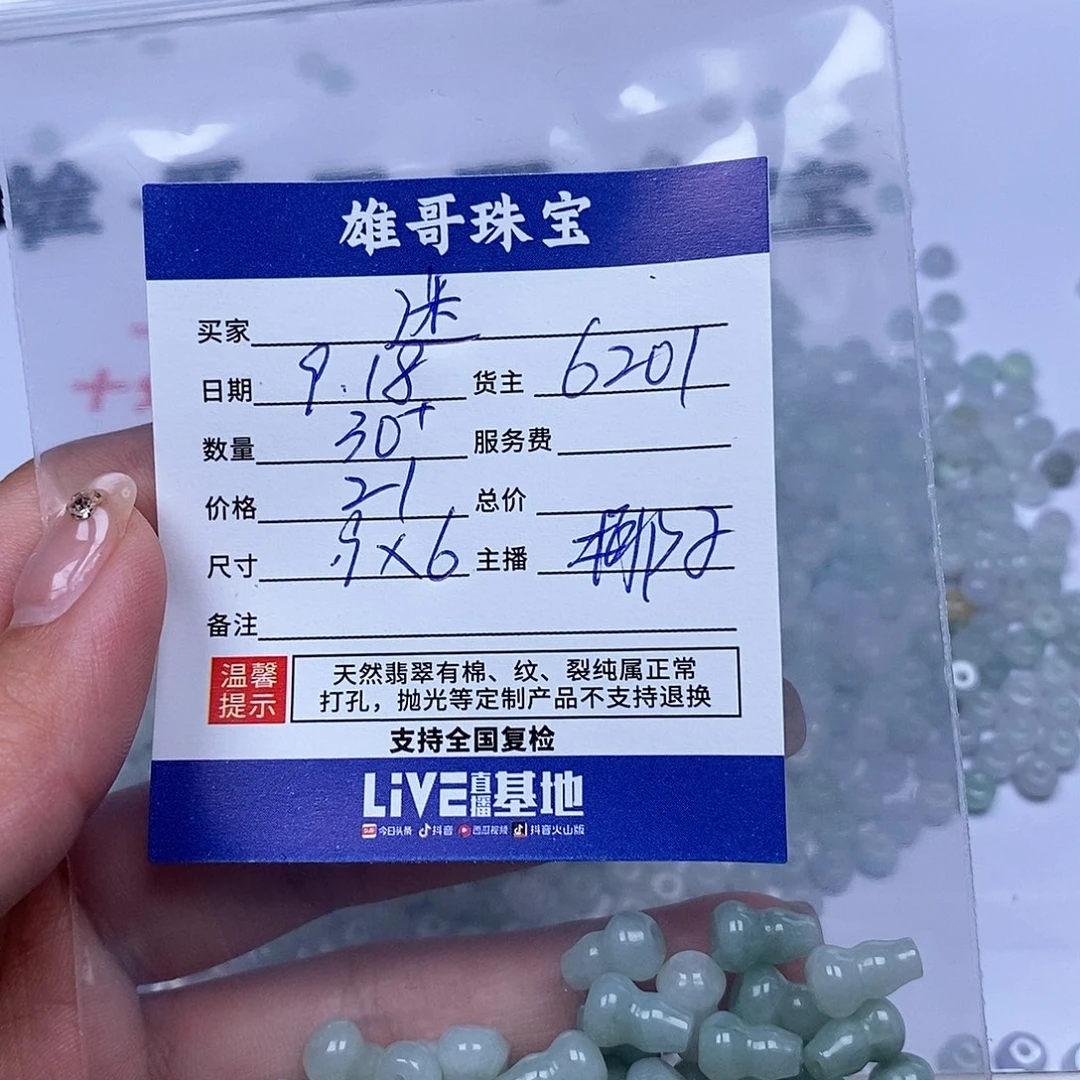 雄哥珠宝
买家 迷
日期 9.18 货主 6201
数量 30+ 服务费
价格 21 总价
尺寸 9×6 主播 椰子
备注
温馨提示
天然翡翠有棉、纹、裂纯属正常
打孔，抛光等定制产品不支持退换
支持全国复检
LiVE直播基地
今日头条 抖音 西瓜视频 抖音火山版